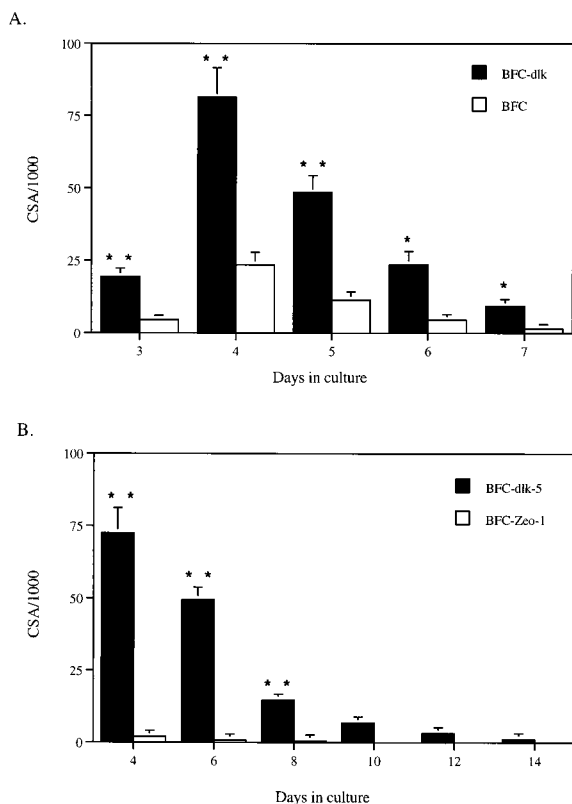 A.
100
75
50
25
0
CSA/1000
* *
* *
* *
*
*
BFC-dlk
BFC
3 4 5 6 7
Days in culture
B.
100
75
50
25
0
CSA/1000
* *
* *
* *
BFC-dlk-5
BFC-Zeo-1
4 6 8 10 12 14
Days in culture